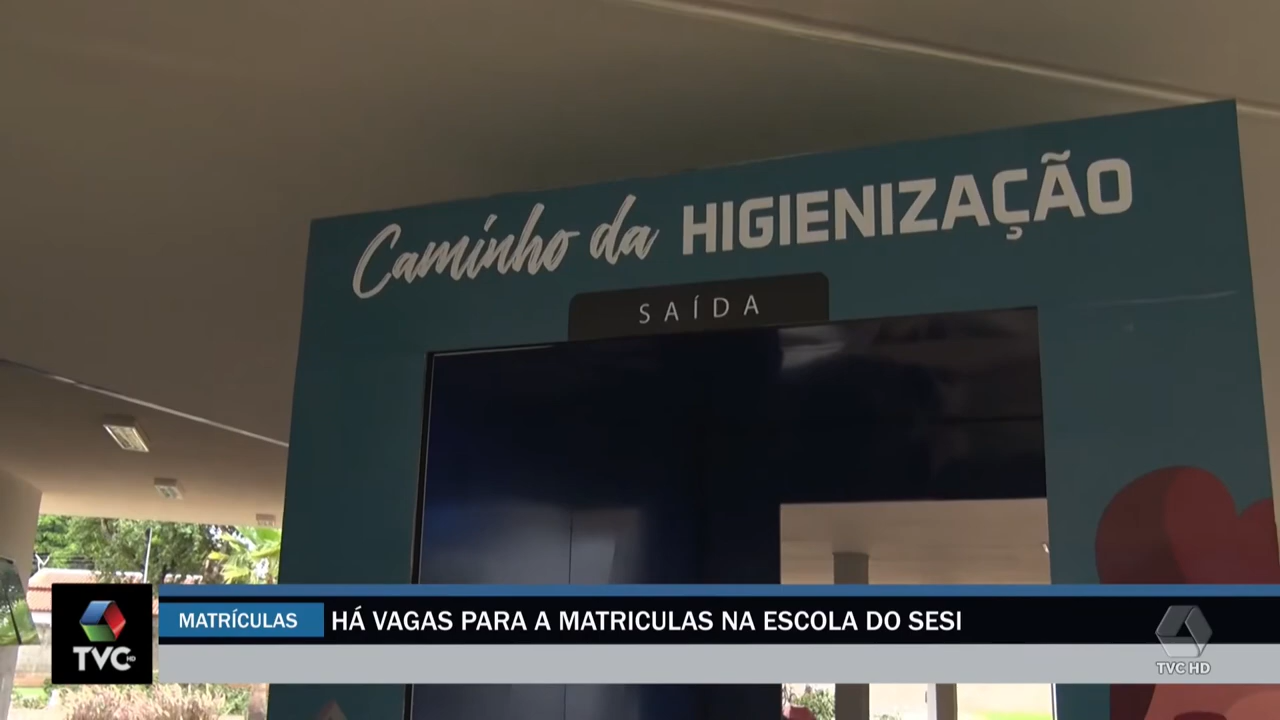 Caminho da HIGIENIZAÇÃO
SAÍDA
MATRÍCULAS
HÁ VAGAS PARA A MATRICULAS NA ESCOLA DO SESI
TVC HD
TVC HD